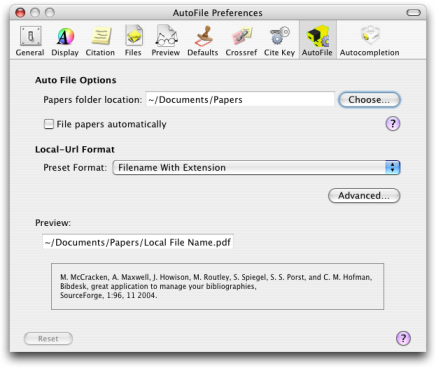 AutoFile Preferences
General Display Citation Files Preview Defaults Crossref Cite Key AutoFile Autocompletion
Auto File Options
Papers folder location: ~/Documents/Papers Choose...
File papers automatically ?
Local-Url Format
Preset Format: Filename With Extension
Advanced...
Preview:
~/Documents/Papers/Local File Name.pdf
M. McCracken, A. Maxwell, J. Howison, M. Routley, S. Spiegel, S. S. Porst, and C. M. Hofman,
Bibdesk, great application to manage your bibliographies,
SourceForge, 1:96, 11 2004.
Reset ?